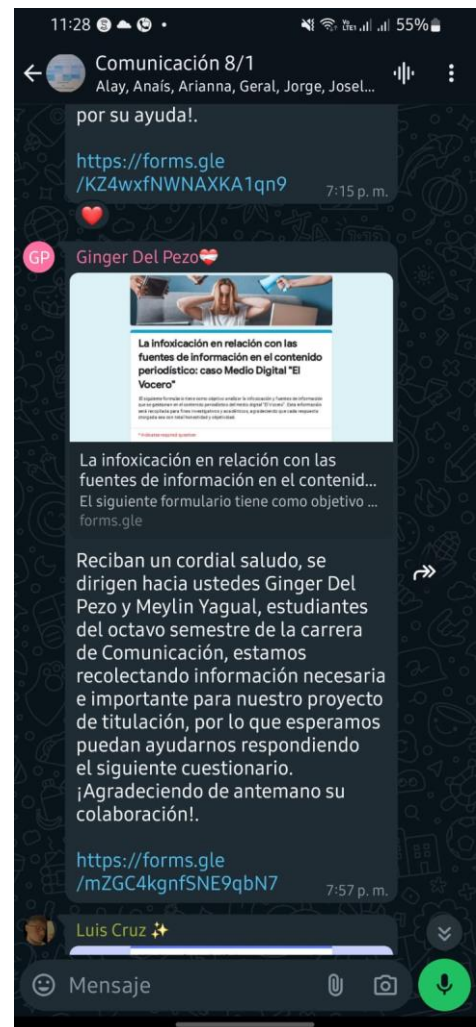 11:28
55%
Comunicación 8/1
Alay, Anaís, Arianna, Geral, Jorge, Josel...
por su ayuda!.
https://forms.gle
/KZ4wxfNWNAXKA1qn9
7:15 p. m.
GP
Ginger Del Pezo
La infoxicación en relación con las
fuentes de información en el contenido
periodístico: caso Medio Digital "El
Vocero"
La infoxicación en relación con las
fuentes de información en el contenid...
El siguiente formulario tiene como objetivo ...
forms.gle
Reciban un cordial saludo, se
dirigen hacia ustedes Ginger Del
Pezo y Meylin Yagual, estudiantes
del octavo semestre de la carrera
de Comunicación, estamos
recolectando información necesaria
e importante para nuestro proyecto
de titulación, por lo que esperamos
puedan ayudarnos respondiendo
el siguiente cuestionario.
¡Agradeciendo de antemano su
colaboración!.
https://forms.gle
/mZGC4kgnfSNE9qbN7
7:57 p. m.
Luis Cruz
Mensaje